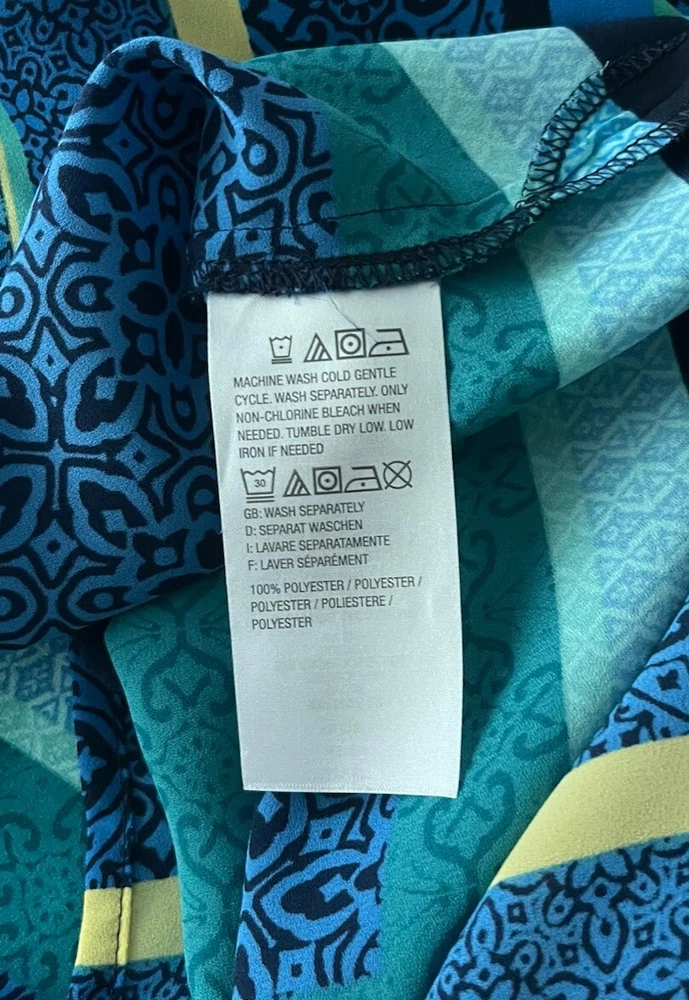 MACHINE WASH COLD GENTLE
CYCLE. WASH SEPARATELY. ONLY
NON-CHLORINE BLEACH WHEN
NEEDED. TUMBLE DRY LOW. LOW
IRON IF NEEDED
30
GB: WASH SEPARATELY
D: SEPARAT WASCHEN
I: LAVARE SEPARATAMENTE
F: LAVER SÉPARÉMENT
100% POLYESTER / POLYESTER /
POLYESTER / POLIESTERE /
POLYESTER